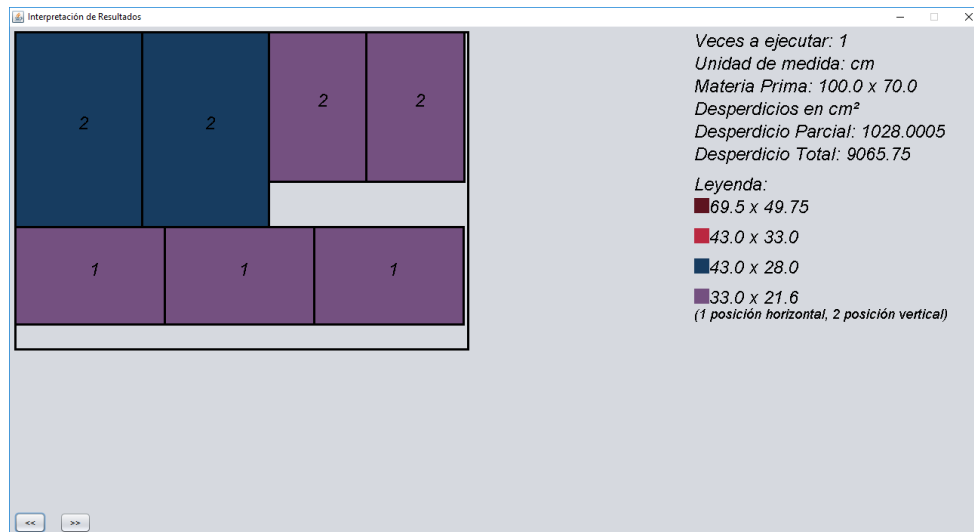 Interpretación de Resultados
2
2
2
2
1
1
1
Veces a ejecutar: 1
Unidad de medida: cm
Materia Prima: 100.0 x 70.0
Desperdicios en cm²
Desperdicio Parcial: 1028.0005
Desperdicio Total: 9065.75
Leyenda:
69.5 x 49.75
43.0 x 33.0
43.0 x 28.0
33.0 x 21.6
(1 posición horizontal, 2 posición vertical)
<< >>